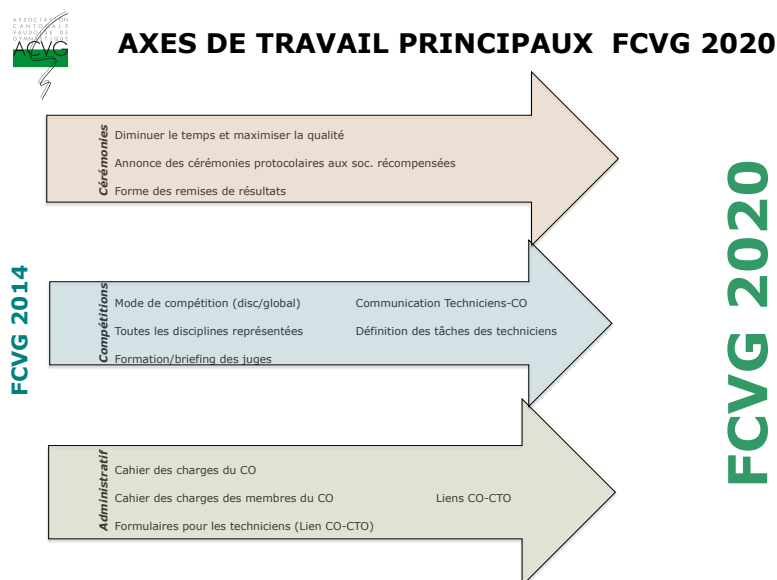 ASSOCIATION
CANTONALE
VAUDOISE DE
GYMNASTIQUE
ACVG
AXES DE TRAVAIL PRINCIPAUX FCVG 2020
FCVG 2014
Cérémonies
Diminuer le temps et maximiser la qualité
Annonce des cérémonies protocolaires aux soc. récompensées
Forme des remises de résultats
Compétitions
Mode de compétition (disc/global) Communication Techniciens-CO
Toutes les disciplines représentées Définition des tâches des techniciens
Formation/briefing des juges
Administratif
Cahier des charges du CO
Cahier des charges des membres du CO Liens CO-CTO
Formulaires pour les techniciens (Lien CO-CTO)
FCVG 2020